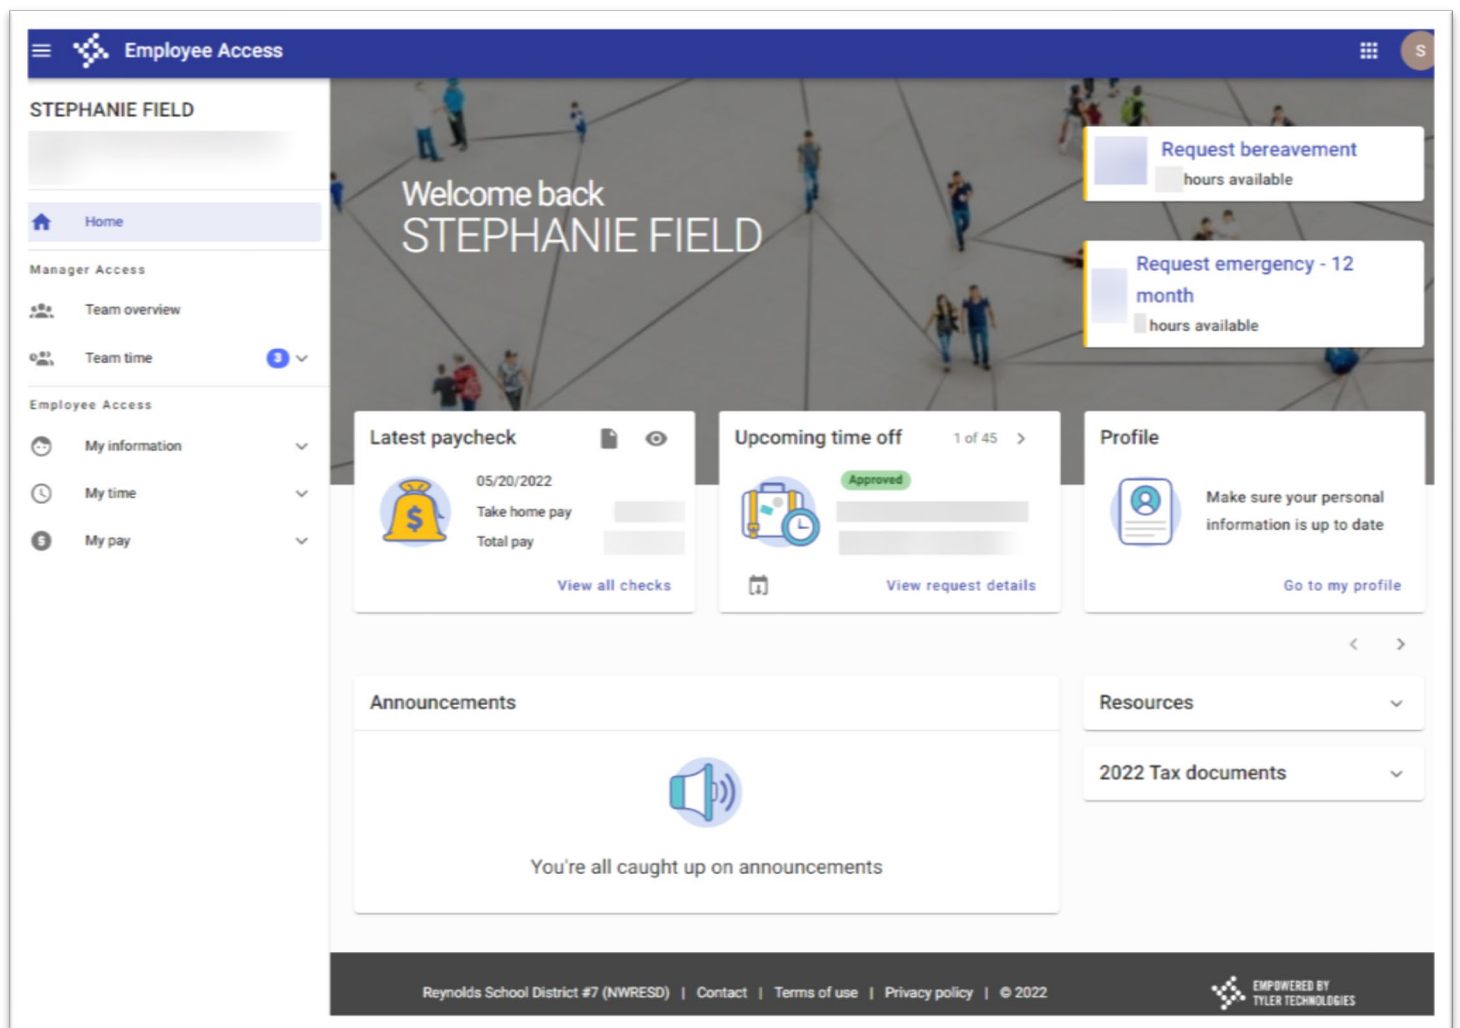 Employee Access
S
STEPHANIE FIELD
Home
Manager Access
Team overview
Team time
3
Employee Access
My information
My time
My pay
Welcome back
STEPHANIE FIELD
Request bereavement
hours available
Request emergency - 12
month
hours available
Latest paycheck
05/20/2022
Take home pay
Total pay
View all checks
Upcoming time off
1 of 45
Approved
View request details
Profile
Make sure your personal
information is up to date
Go to my profile
Announcements
You're all caught up on announcements
Resources
2022 Tax documents
Reynolds School District #7 (NWRESD) | Contact | Terms of use | Privacy policy | © 2022
EMPOWERED BY
TYLER TECHNOLOGIES